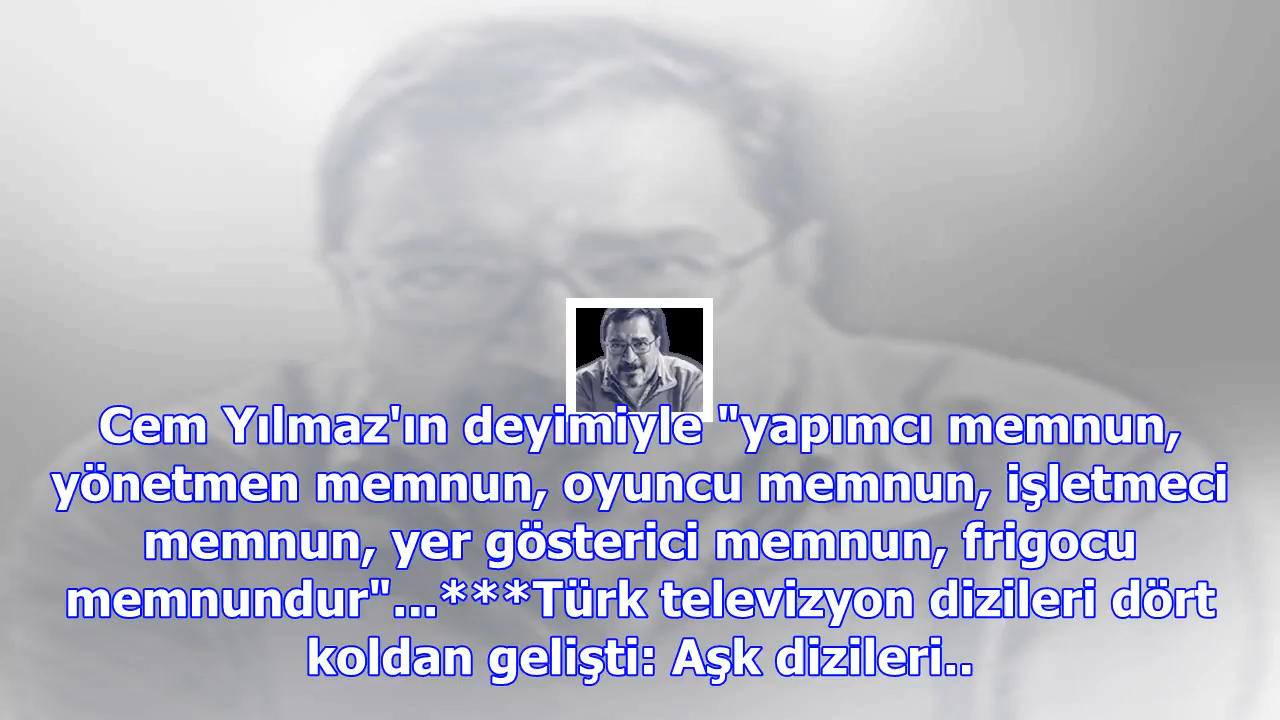 Cem Yılmaz'ın deyimiyle "yapımcı memnun,
yönetmen memnun, oyuncu memnun, işletmeci
memnun, yer gösterici memnun, frigocu
memnundur"...***Türk televizyon dizileri dört
koldan gelişti: Aşk dizileri..